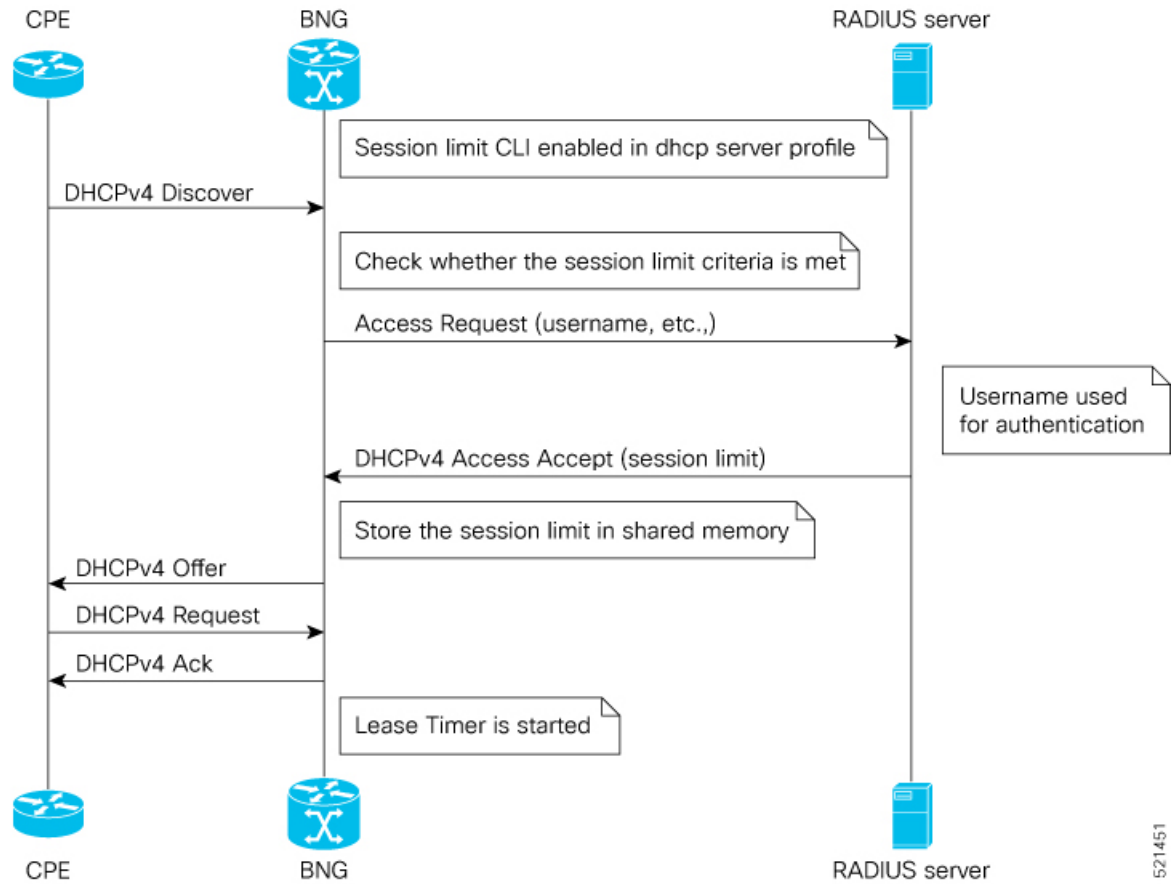 CPE
BNG
RADIUS server
Session limit CLI enabled in dhcp server profile
DHCPv4 Discover
Check whether the session limit criteria is met
Access Request (username, etc.,)
Username used
for authentication
DHCPv4 Access Accept (session limit)
Store the session limit in shared memory
DHCPv4 Offer
DHCPv4 Request
DHCPv4 Ack
Lease Timer is started
CPE
BNG
RADIUS server
521451